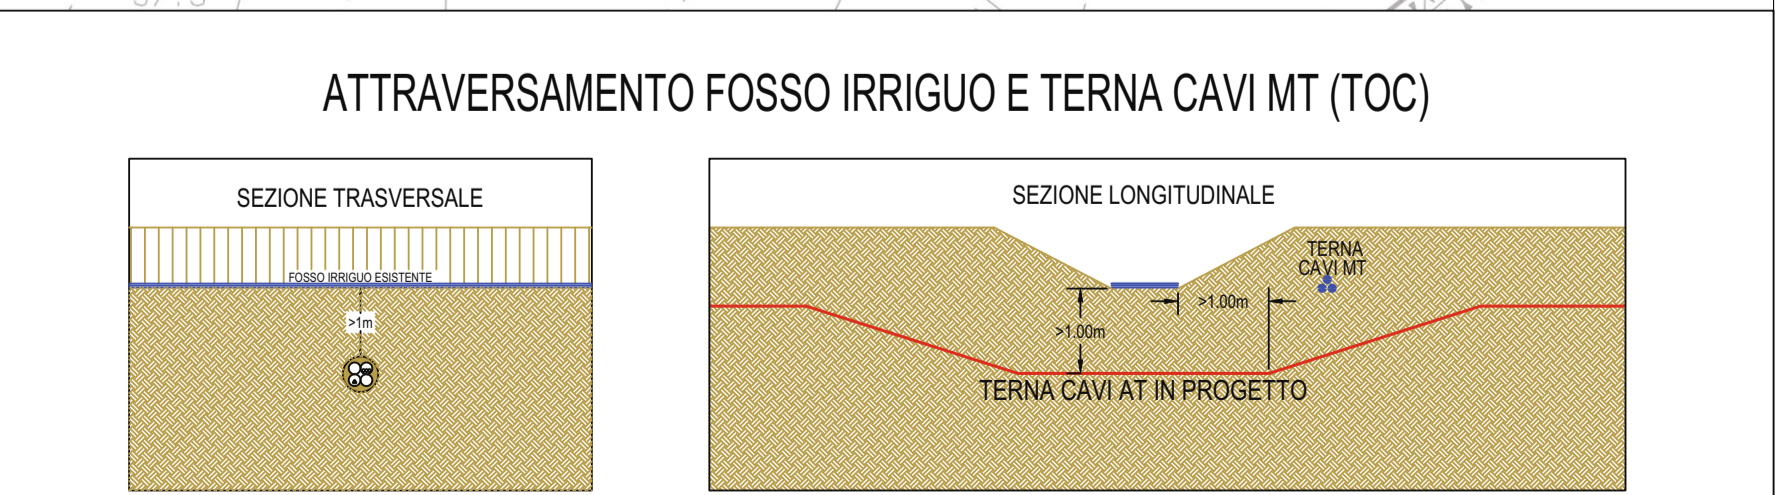 ATTRAVERSAMENTO FOSSO IRRIGUO E TERNA CAVI MT (TOC)
SEZIONE TRASVERSALE
FOSSO IRRIGUO ESISTENTE
>1m
SEZIONE LONGITUDINALE
TERNA
CAVI MT
>1.00m
>1.00m
TERNA CAVI AT IN PROGETTO